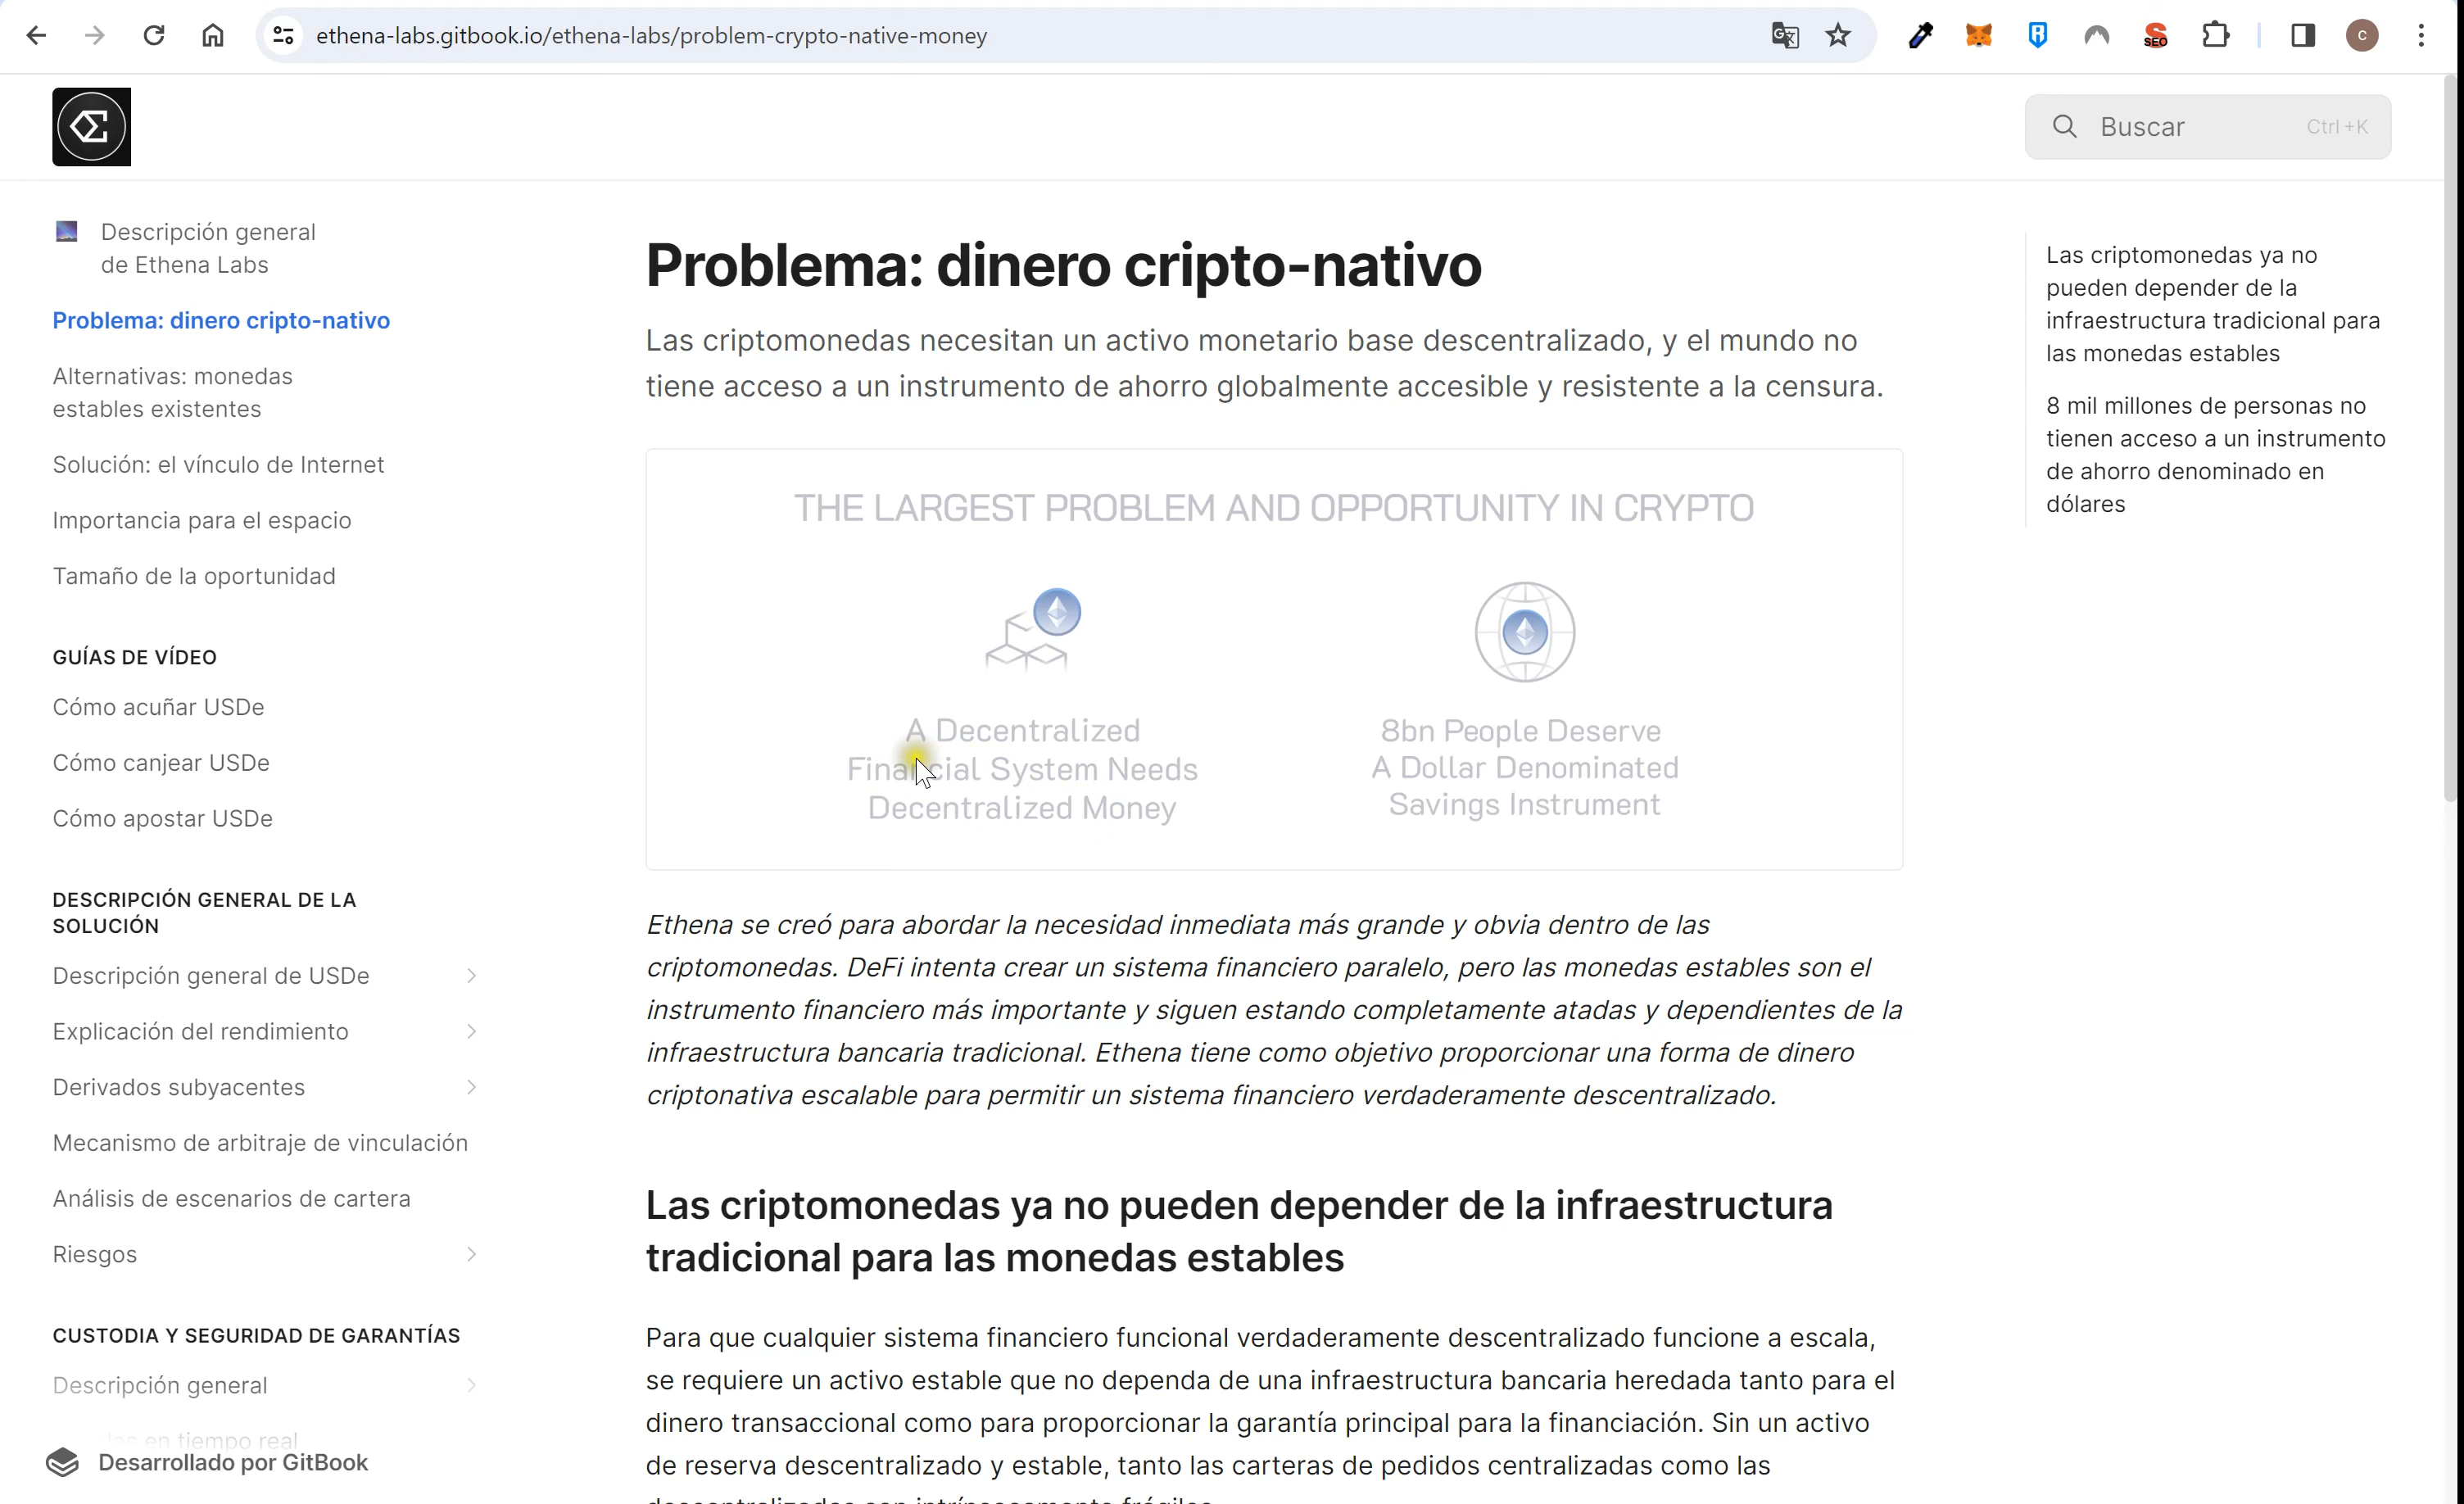 ethena-labs.gitbook.io/ethena-labs/problem-crypto-native-money
SEO
C
Buscar
Ctrl+K
Descripción general
de Ethena Labs
Problema: dinero cripto-nativo
Alternativas: monedas
estables existentes
Solución: el vínculo de Internet
Importancia para el espacio
Tamaño de la oportunidad
GUÍAS DE VÍDEO
Cómo acuñar USDe
Cómo canjear USDe
Cómo apostar USDe
DESCRIPCIÓN GENERAL DE LA
SOLUCIÓN
Descripción general de USDe
Explicación del rendimiento
Derivados subyacentes
Mecanismo de arbitraje de vinculación
Análisis de escenarios de cartera
Riesgos
CUSTODIA Y SEGURIDAD DE GARANTÍAS
Descripción general
en tiempo real
Desarrollado por GitBook
Problema: dinero cripto-nativo
Las criptomonedas necesitan un activo monetario base descentralizado, y el mundo no
tiene acceso a un instrumento de ahorro globalmente accesible y resistente a la censura.
THE LARGEST PROBLEM AND OPPORTUNITY IN CRYPTO
A Decentralized
Financial System Needs
Decentralized Money
8bn People Deserve
A Dollar Denominated
Savings Instrument
Ethena se creó para abordar la necesidad inmediata más grande y obvia dentro de las
criptomonedas. DeFi intenta crear un sistema financiero paralelo, pero las monedas estables son el
instrumento financiero más importante y siguen estando completamente atadas y dependientes de la
infraestructura bancaria tradicional. Ethena tiene como objetivo proporcionar una forma de dinero
criptonativa escalable para permitir un sistema financiero verdaderamente descentralizado.
Las criptomonedas ya no pueden depender de la infraestructura
tradicional para las monedas estables
Para que cualquier sistema financiero funcional verdaderamente descentralizado funcione a escala,
se requiere un activo estable que no dependa de una infraestructura bancaria heredada tanto para el
dinero transaccional como para proporcionar la garantía principal para la financiación. Sin un activo
de reserva descentralizado y estable, tanto las carteras de pedidos centralizadas como las
Las criptomonedas ya no
pueden depender de la
infraestructura tradicional para
las monedas estables
8 mil millones de personas no
tienen acceso a un instrumento
de ahorro denominado en
dólares